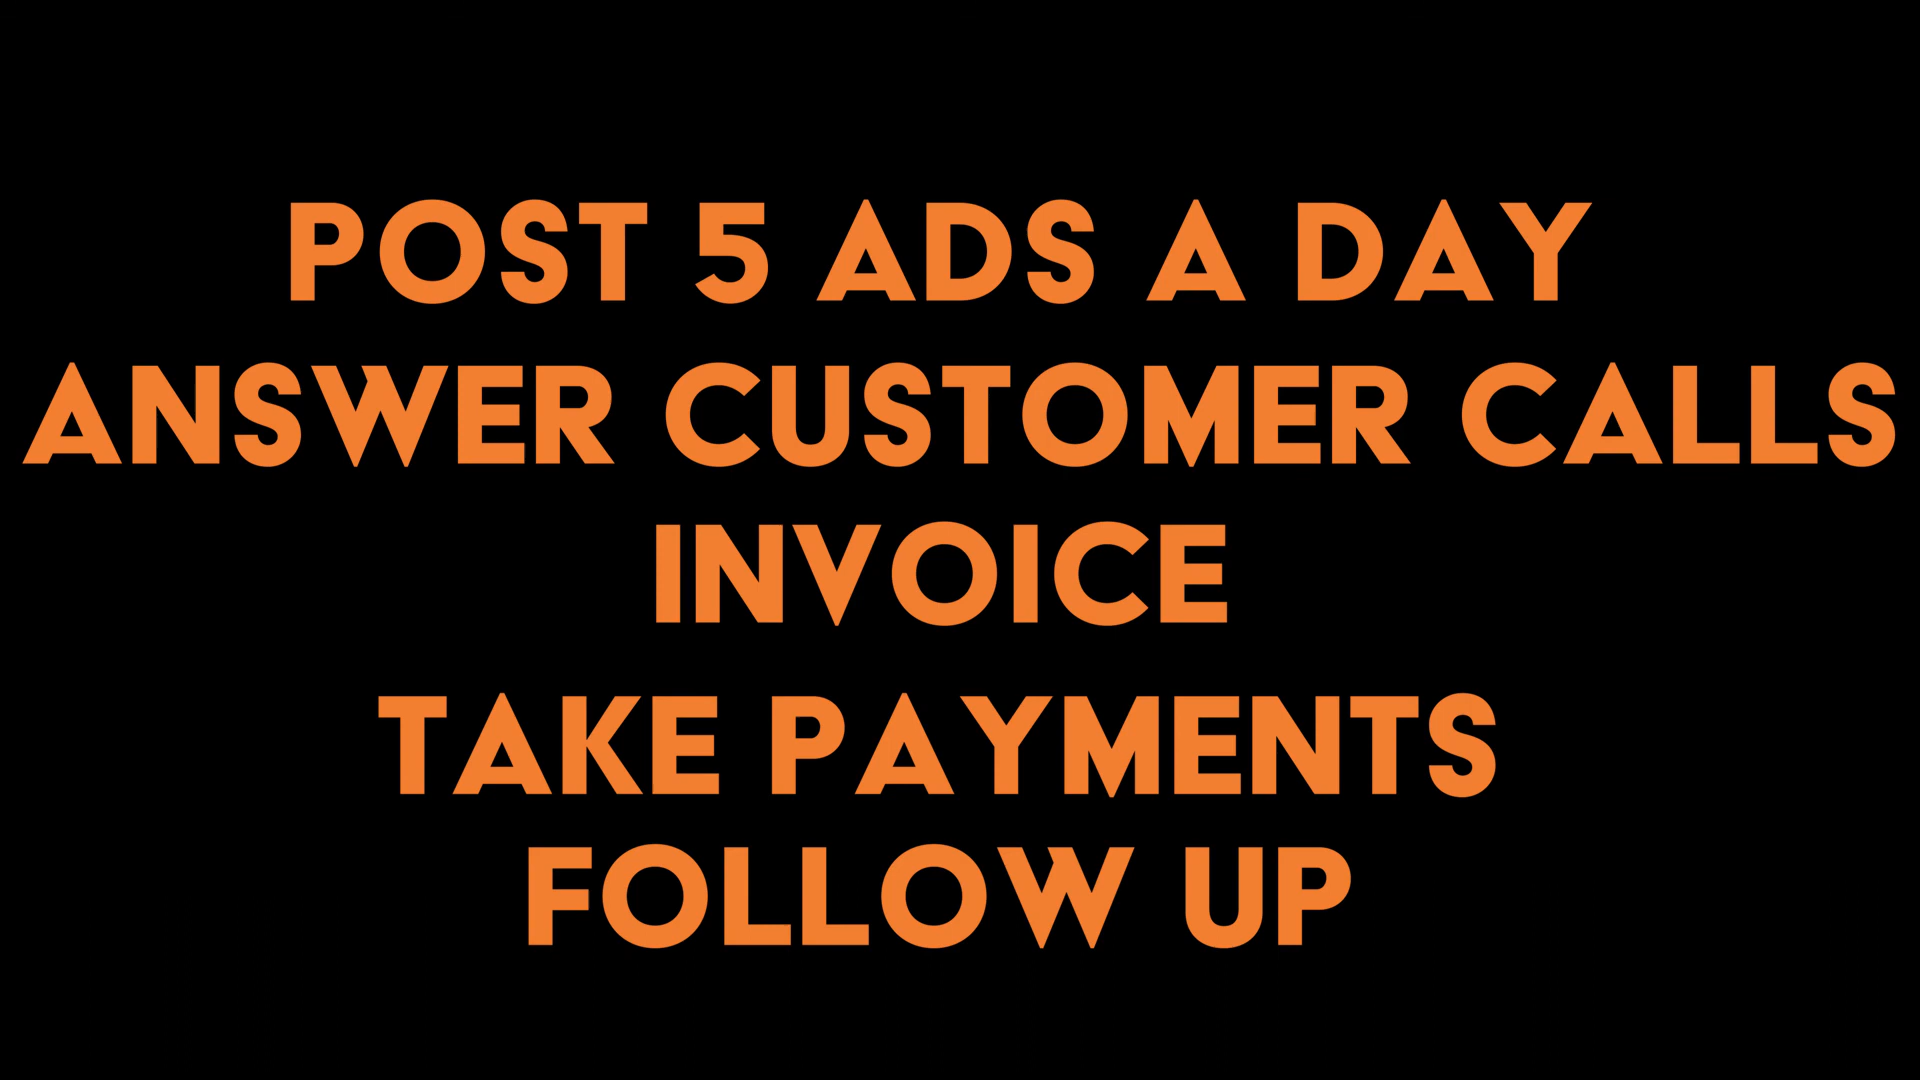 POST 5 ADS A DAY
ANSWER CUSTOMER CALLS
INVOICE
TAKE PAYMENTS
FOLLOW UP